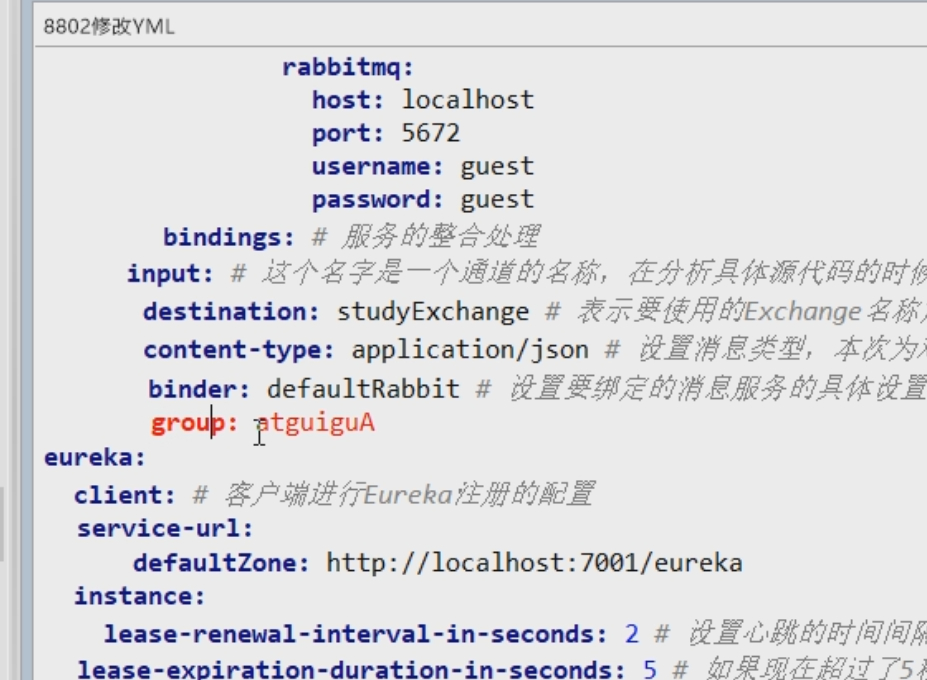 8802修改YML
rabbitmq:
host: localhost
port: 5672
username: guest
password: guest
bindings: # 服务的整合处理
input: # 这个名字是一个通道的名称，在分析具体源代码的时候
destination: studyExchange # 表示要使用的Exchange名称
content-type: application/json # 设置消息类型，本次为
binder: defaultRabbit # 设置要绑定的消息服务的具体设置
group: atguiguA
eureka:
client: # 客户端进行Eureka注册的配置
service-url:
defaultZone: http://localhost:7001/eureka
instance:
lease-renewal-interval-in-seconds: 2 # 设置心跳的时间间隔
lease-expiration-duration-in-seconds: 5 # 如果现在超过了5